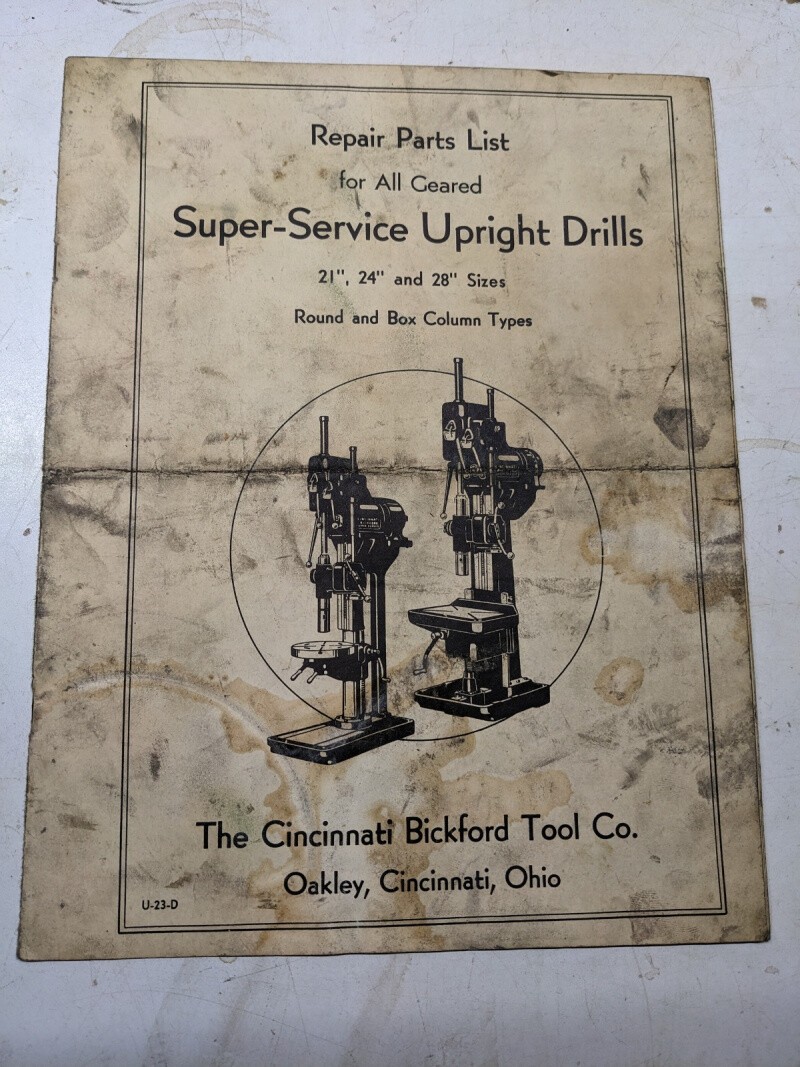 Repair Parts List
for All Geared
Super-Service Upright Drills
21", 24" and 28" Sizes
Round and Box Column Types
The Cincinnati Bickford Tool Co.
Oakley, Cincinnati, Ohio
U-23-D